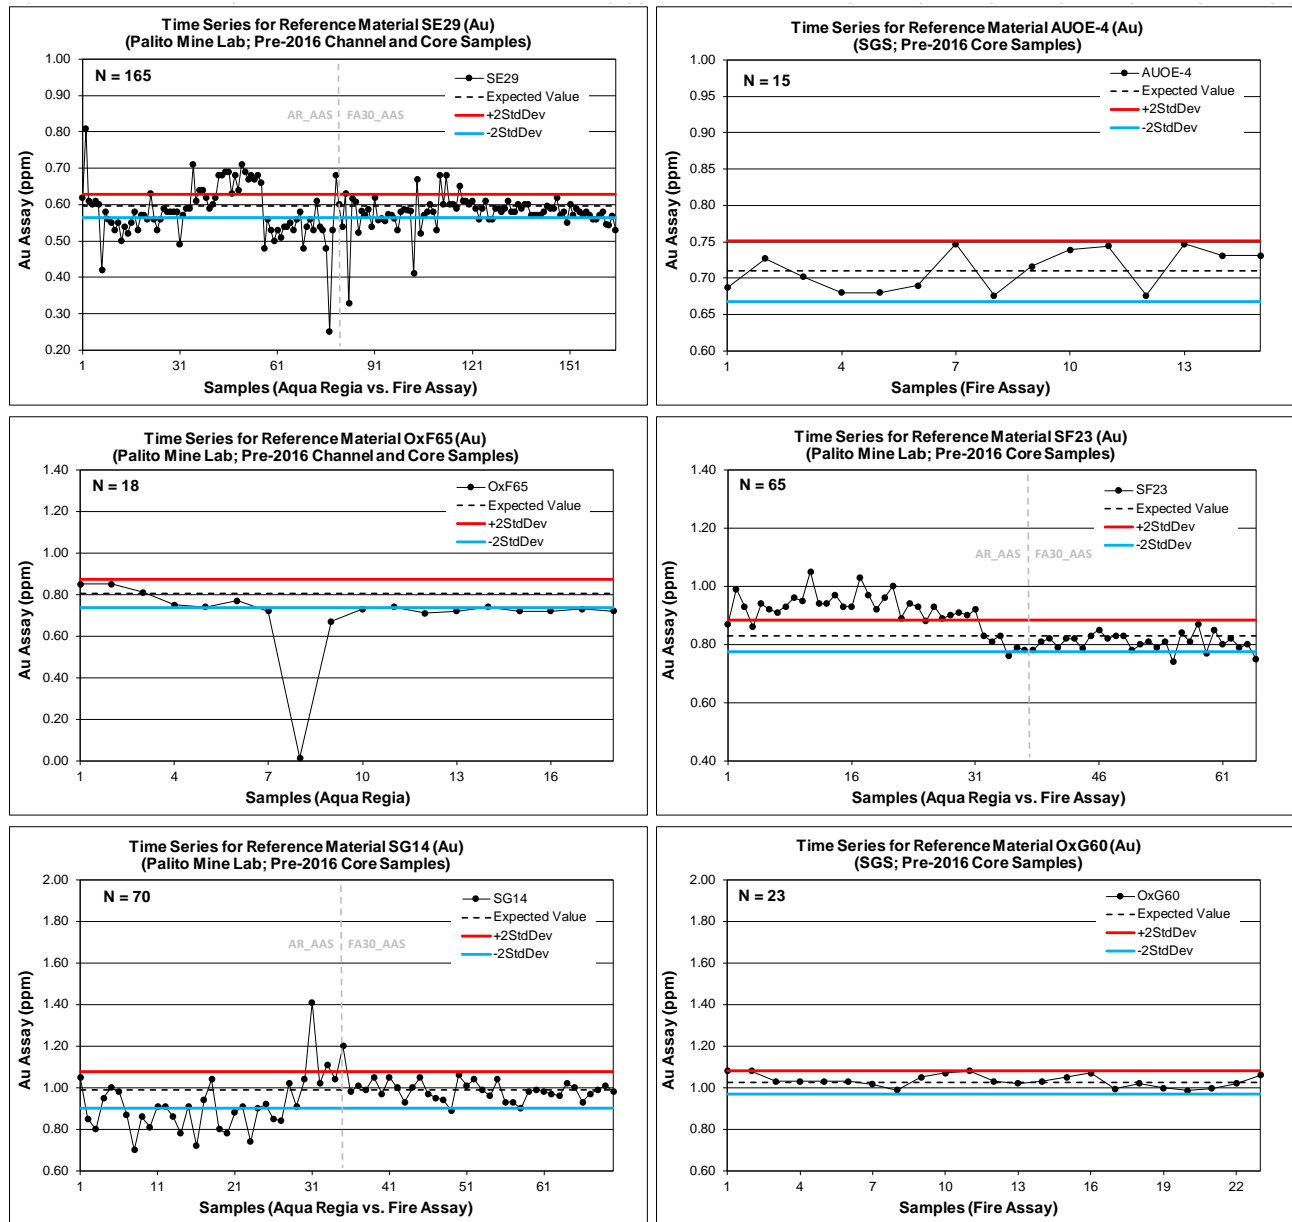 Time Series for Reference Material SE29 (Au)
(Palito Mine Lab; Pre-2016 Channel and Core Samples)
N = 165
SE29
Expected Value
+2StdDev
-2StdDev
AR_AAS
FA30_AAS
Au Assay (ppm)
1.00
0.90
0.80
0.70
0.60
0.50
0.40
0.30
0.20
1
31
61
91
121
151
Samples (Aqua Regia vs. Fire Assay)
Time Series for Reference Material AUOE-4 (Au)
(SGS; Pre-2016 Core Samples)
N = 15
AUOE-4
Expected Value
+2StdDev
-2StdDev
Au Assay (ppm)
1.00
0.95
0.90
0.85
0.80
0.75
0.70
0.65
0.60
1
4
7
10
13
Samples (Fire Assay)
Time Series for Reference Material OxF65 (Au)
(Palito Mine Lab; Pre-2016 Channel and Core Samples)
N = 18
OxF65
Expected Value
+2StdDev
-2StdDev
Au Assay (ppm)
1.40
1.20
1.00
0.80
0.60
0.40
0.20
0.00
1
4
7
10
13
16
Samples (Aqua Regia)
Time Series for Reference Material SF23 (Au)
(Palito Mine Lab; Pre-2016 Core Samples)
N = 65
SF23
Expected Value
+2StdDev
-2StdDev
AR_AAS
FA30_AAS
Au Assay (ppm)
1.40
1.20
1.00
0.80
0.60
0.40
1
16
31
46
61
Samples (Aqua Regia vs. Fire Assay)
Time Series for Reference Material SG14 (Au)
(Palito Mine Lab; Pre-2016 Core Samples)
N = 70
SG14
Expected Value
+2StdDev
-2StdDev
AR_AAS
FA30_AAS
Au Assay (ppm)
2.00
1.80
1.60
1.40
1.20
1.00
0.80
0.60
1
11
21
31
41
51
61
Samples (Aqua Regia vs. Fire Assay)
Time Series for Reference Material OxG60 (Au)
(SGS; Pre-2016 Core Samples)
N = 23
OxG60
Expected Value
+2StdDev
-2StdDev
Au Assay (ppm)
2.00
1.80
1.60
1.40
1.20
1.00
0.80
0.60
1
4
7
10
13
16
19
22
Samples (Fire Assay)